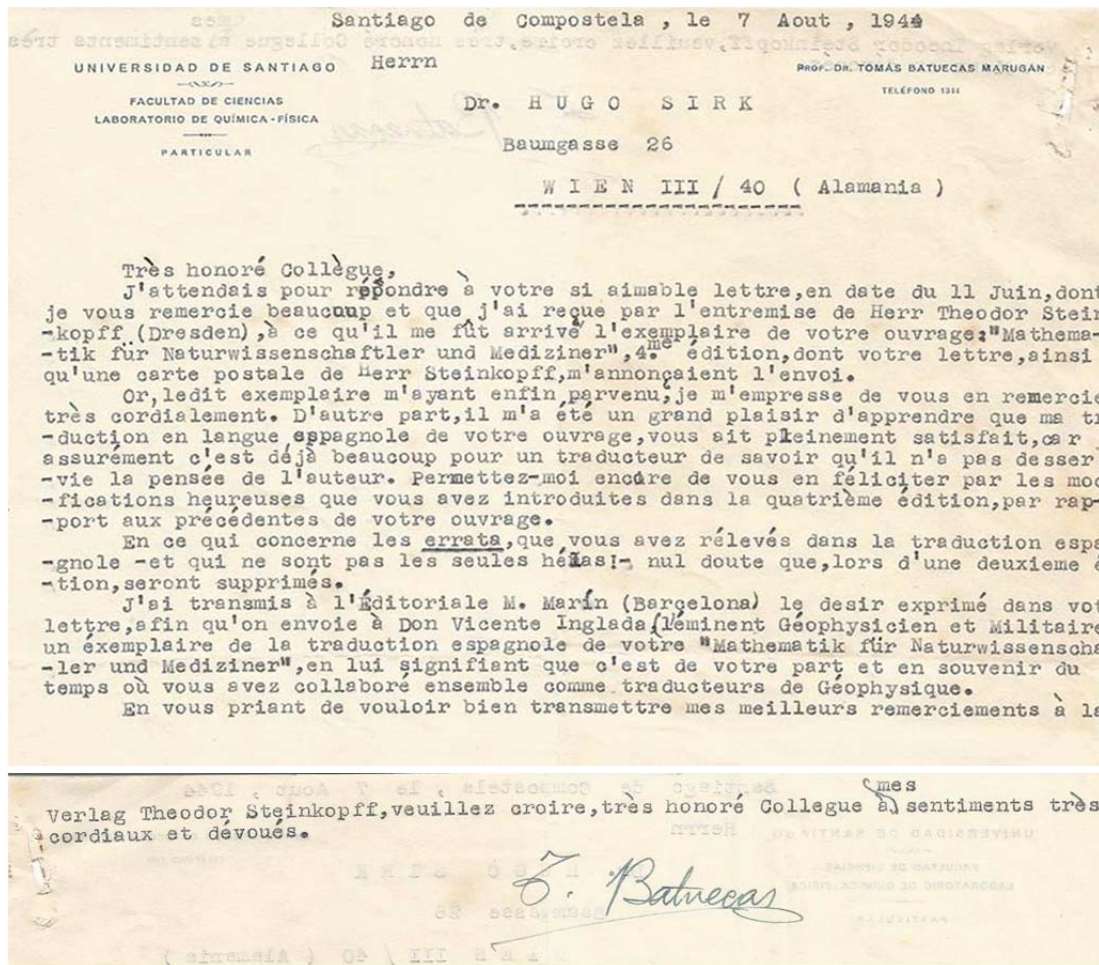 Santiago de Compostela , le 7 Aout , 1944
UNIVERSIDAD DE SANTIAGO
FACULTAD DE CIENCIAS
LABORATORIO DE QUÍMICA-FÍSICA
PARTICULAR
Herrn
PROF. DR. TOMÁS BATUECAS MARUGÁN
TELÉFONO 1344
Dr. HUGO SIRK
Baumgasse 26
WIEN III / 40 ( Alamania )
Très honoré Collègue,
J'attendais pour répondre à votre si aimable lettre,en date du 11 Juin,dont
je vous remercie beaucoup et que j'ai reçue par l'entremise de Herr Theodor Stein
-kopff (Dresden),à ce qu'il me fût arrivé l'exemplaire de votre ouvrage:"Mathema-
-tik für Naturwissenschaftler und Mediziner",4.me édition,dont votre lettre,ainsi
qu'une carte postale de Herr Steinkopff,m'annonçaient l'envoi.
Or,ledit exemplaire m'ayant enfin parvenu,je m'empresse de vous en remercie
très cordialement. D'autre part,il m'a été un grand plaisir d'apprendre que ma tr
-duction en langue espagnole de votre ouvrage,vous ait pleinement satisfait,car
assurément c'est déjà beaucoup pour un traducteur de savoir qu'il n'a pas desser
-vie la pensée de l'auteur. Permettez-moi encôre de vous en féliciter par les mod
-fications heureuses que vous avez introduites dans la quatrième édition,par rap-
-port aux précédentes de votre ouvrage.
En ce qui concerne les errata,que vous avez rélevés dans la traduction espa
-gnole -et qui ne sont pas les seules hélas!- nul doute que,lors d'une deuxieme é
-tion,seront supprimés.
J'ai transmis à l'Éditoriale M. Marín (Barçelona) le desir exprimé dans vot
lettre,afin qu'on envoie à Don Vicente Inglada (l'éminent Géophysicien et Militaire
un éxemplaire de la traduction espagnole de votre "Mathematik für Naturwissenscha
-ler und Mediziner",en lui signifiant que c'est de votre part et en souvenir du
temps où vous avez collaboré ensemble comme traducteurs de Géophysique.
En vous priant de vouloir bien transmettre mes meilleurs remerciements à la
Verlag Theodor Steinkopff,veuillez croire,très honoré Collegue à mes sentiments très
cordiaux et dévoués.
T. Batuecas